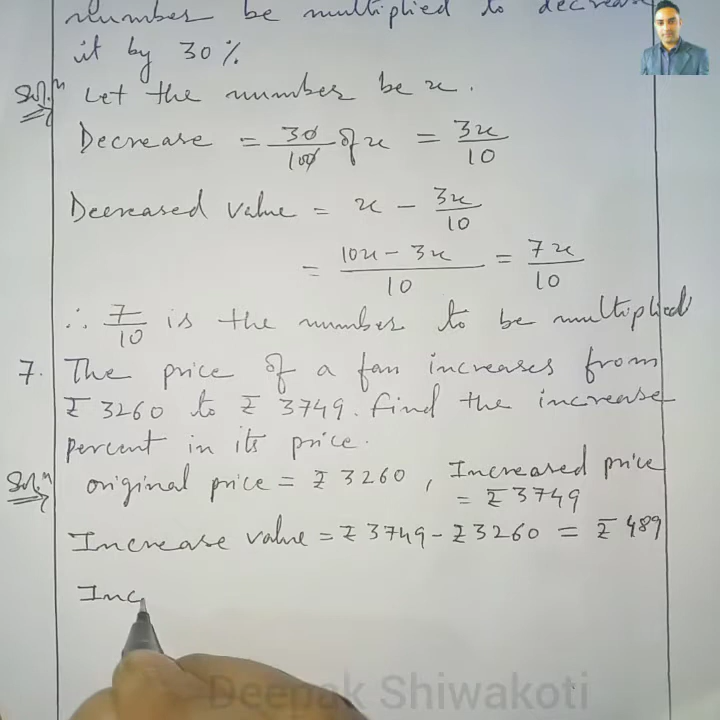 number be multiplied to decrease
it by 30%
Solⁿ Let the number be x.
Decrease = 30/100 of x = 3x/10
Decreased value = x - 3x/10
= 10x - 3x/10 = 7x/10
∴ 7/10 is the number to be multiplied
7. The price of a fan increases from
₹ 3260 to ₹ 3749. Find the increase
percent in its price.
Solⁿ original price = ₹ 3260, Increased price
= ₹ 3749
Increase value = ₹ 3749 - ₹ 3260 = ₹ 489
Inc
Deepak Shiwakoti